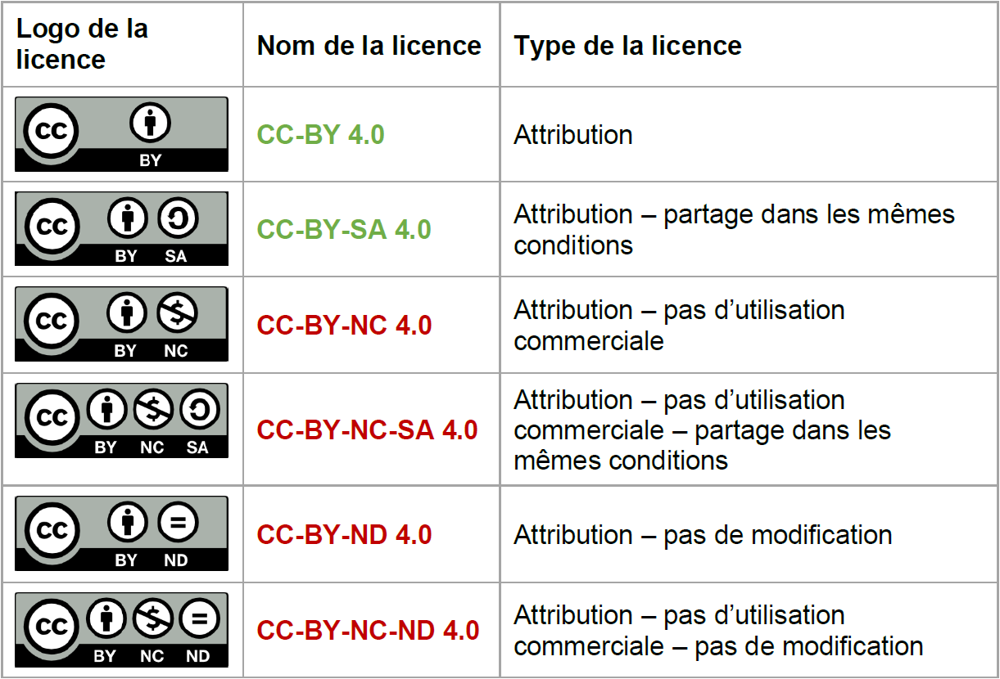 Logo de la
licence
Nom de la licence
Type de la licence
CC
BY
CC-BY 4.0
Attribution
CC
BY SA
CC-BY-SA 4.0
Attribution – partage dans les mêmes
conditions
CC
$
BY NC
CC-BY-NC 4.0
Attribution – pas d’utilisation
commerciale
CC
$
BY NC SA
CC-BY-NC-SA 4.0
Attribution – pas d’utilisation
commerciale – partage dans les
mêmes conditions
CC
=
BY ND
CC-BY-ND 4.0
Attribution – pas de modification
CC
$ =
BY NC ND
CC-BY-NC-ND 4.0
Attribution – pas d’utilisation
commerciale – pas de modification